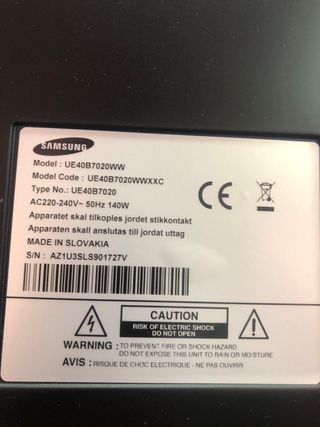 SAMSUNG
Model : UE40B7020WW
Model Code : UE40B7020WWXXC
Type No.: UE40B7020
AC220-240V~ 50Hz 140W
Apparatet skal tilkoples jordet stikkontakt
Apparaten skall anslutas till jordat uttag
MADE IN SLOVAKIA
S/N : AZ1U3SLS901727V
CE
CAUTION
RISK OF ELECTRIC SHOCK
DO NOT OPEN
WARNING : TO PREVENT FIRE OR SHOCK HAZARD
DO NOT EXPOSE THIS UNIT TO RAIN OR MOISTURE
AVIS : RISQUE DE CHOC ELECTRIQUE - NE PAS OUVRIR